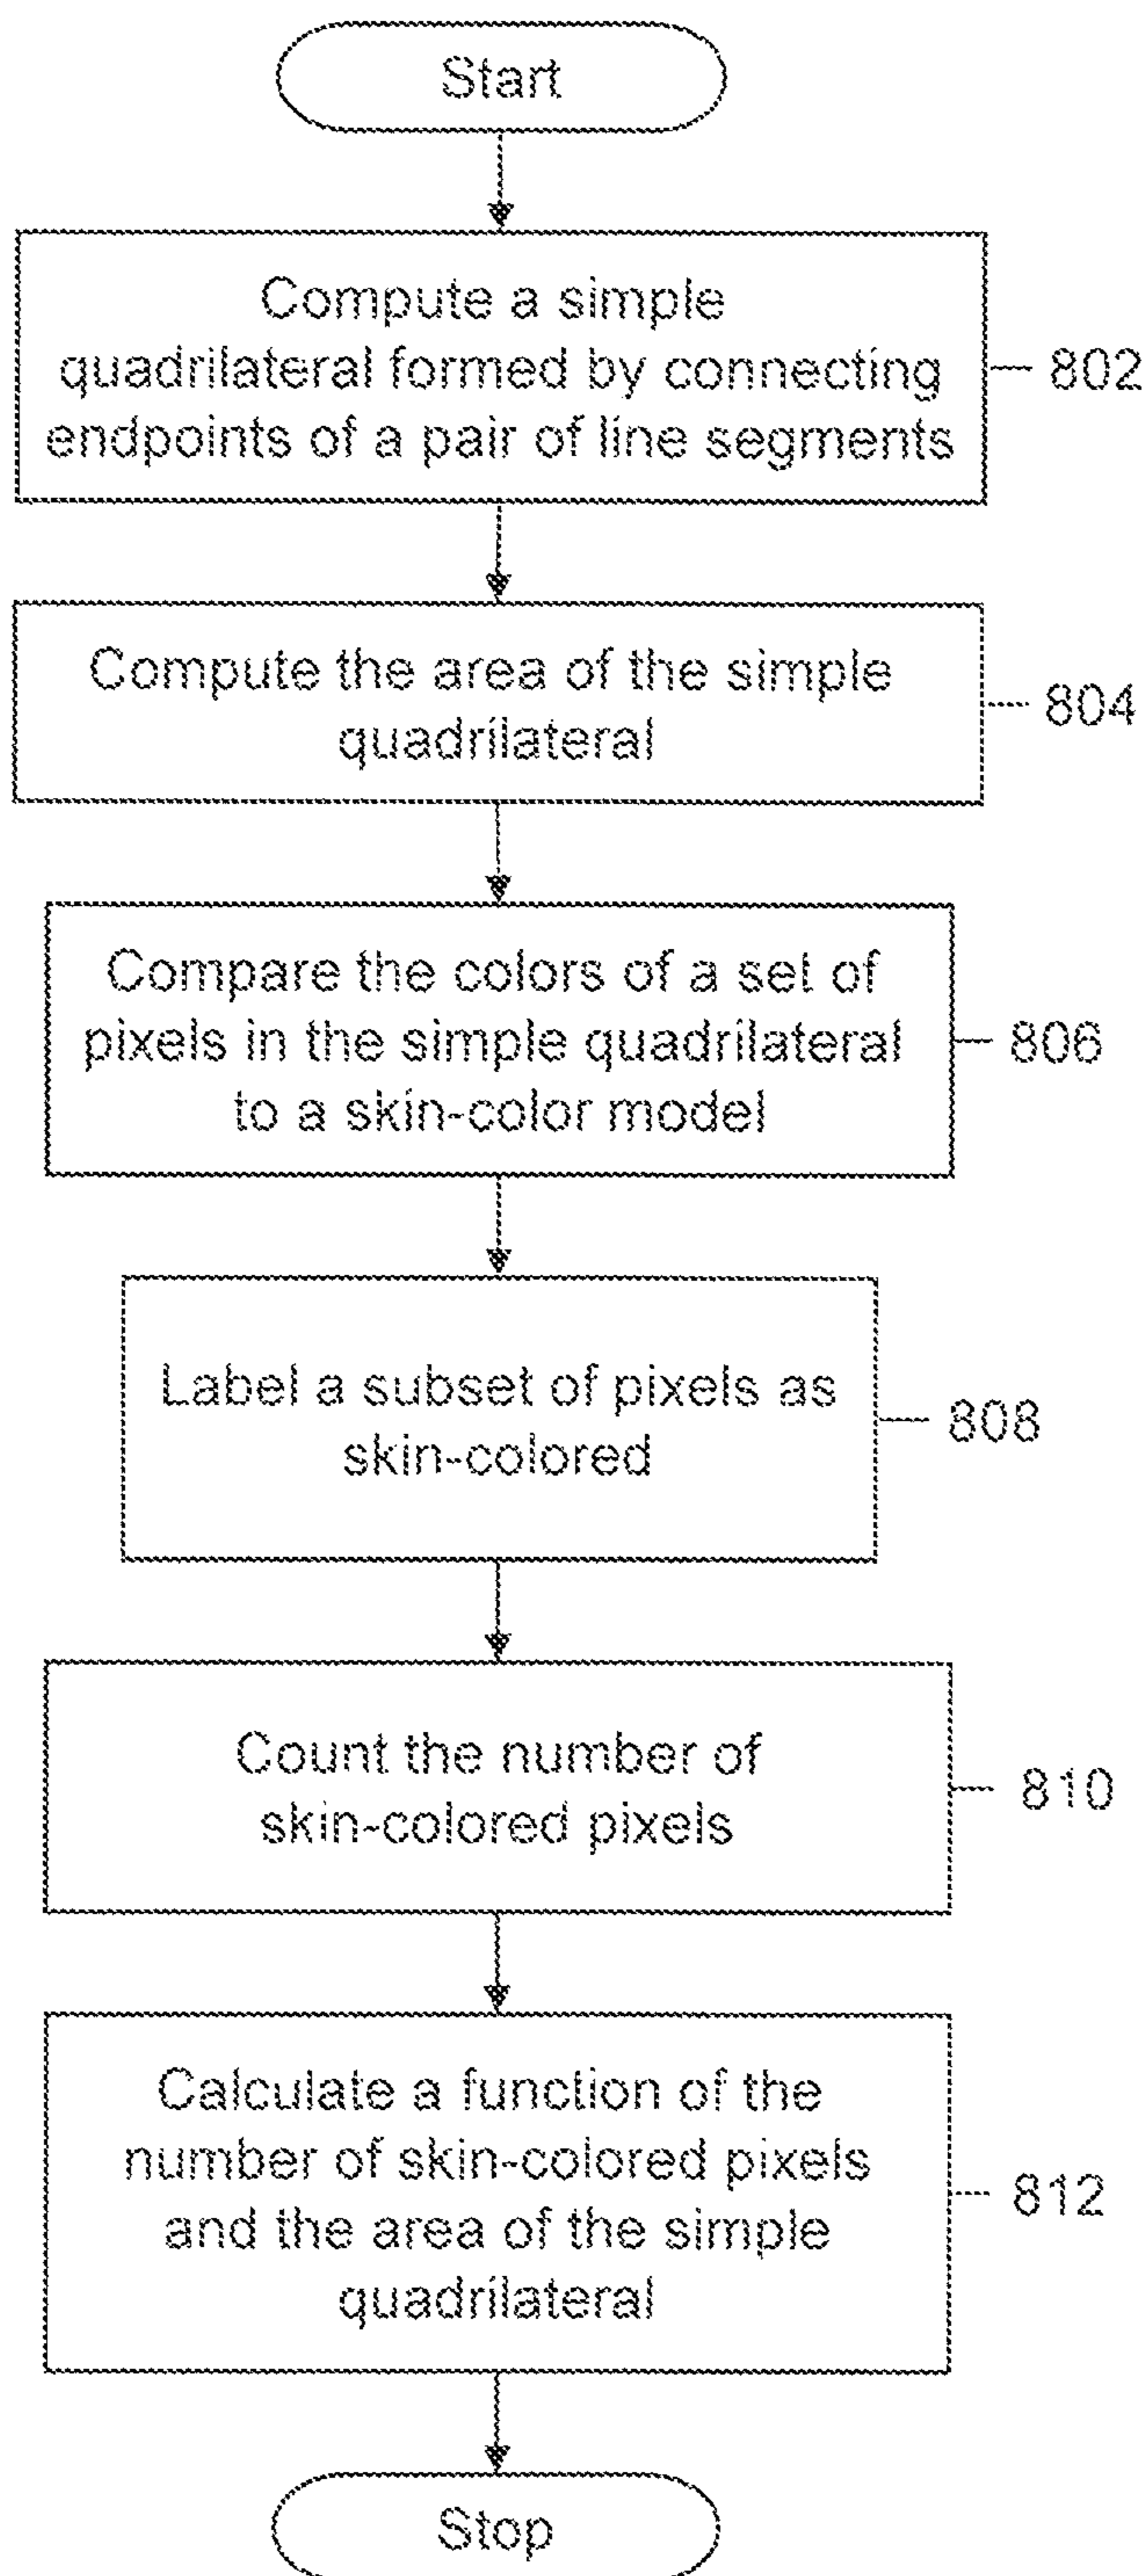 Start
Compute a simple
quadrilateral formed by connecting
endpoints of a pair of line segments
802
Compute the area of the simple
quadrilateral
804
Compare the colors of a set of
pixels in the simple quadrilateral
to a skin-color model
806
Label a subset of pixels as
skin-colored
808
Count the number of
skin-colored pixels
810
Calculate a function of the
number of skin-colored pixels
and the area of the simple
quadrilateral
812
Stop